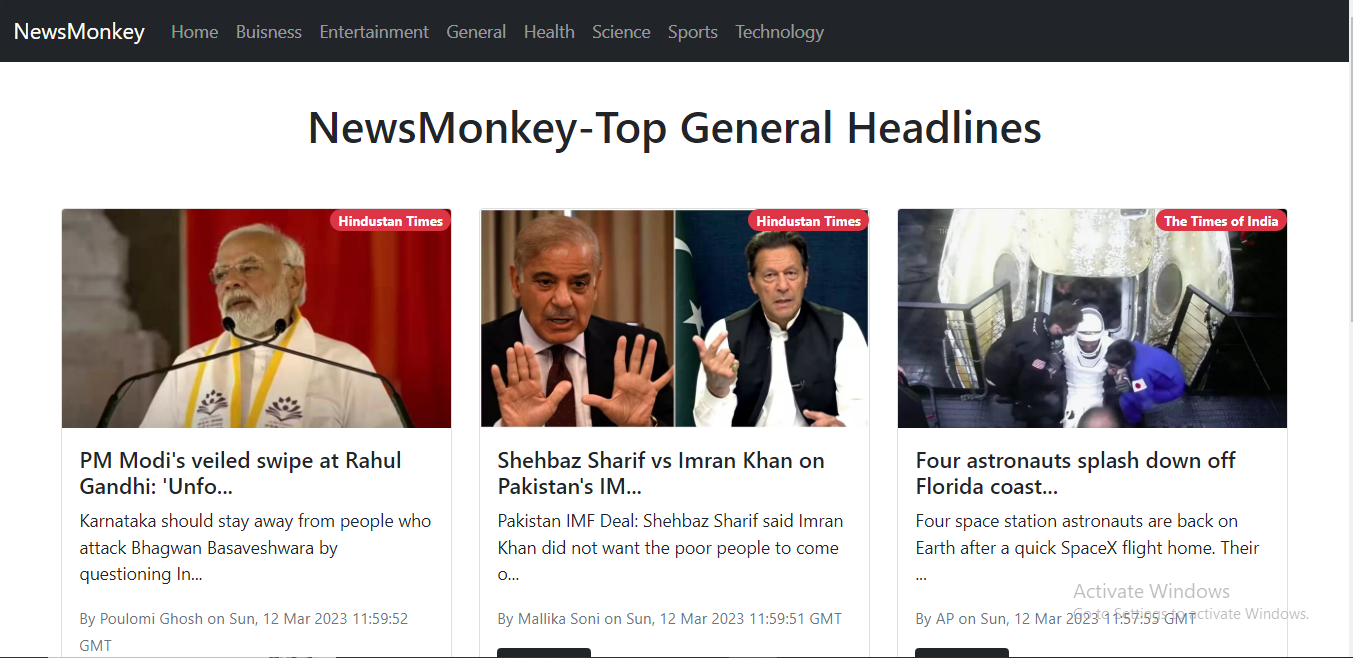 NewsMonkey Home Buisness Entertainment General Health Science Sports Technology
NewsMonkey-Top General Headlines
Hindustan Times
PM Modi's veiled swipe at Rahul
Gandhi: 'Unfo...
Karnataka should stay away from people who
attack Bhagwan Basaveshwara by
questioning In...
By Poulomi Ghosh on Sun, 12 Mar 2023 11:59:52
GMT
Hindustan Times
Shehbaz Sharif vs Imran Khan on
Pakistan's IM...
Pakistan IMF Deal: Shehbaz Sharif said Imran
Khan did not want the poor people to come
o...
By Mallika Soni on Sun, 12 Mar 2023 11:59:51 GMT
The Times of India
Four astronauts splash down off
Florida coast...
Four space station astronauts are back on
Earth after a quick SpaceX flight home. Their
...
By AP on Sun, 12 Mar 2023 11:57:55 GMT
Activate Windows
Go to Settings to activate Windows.